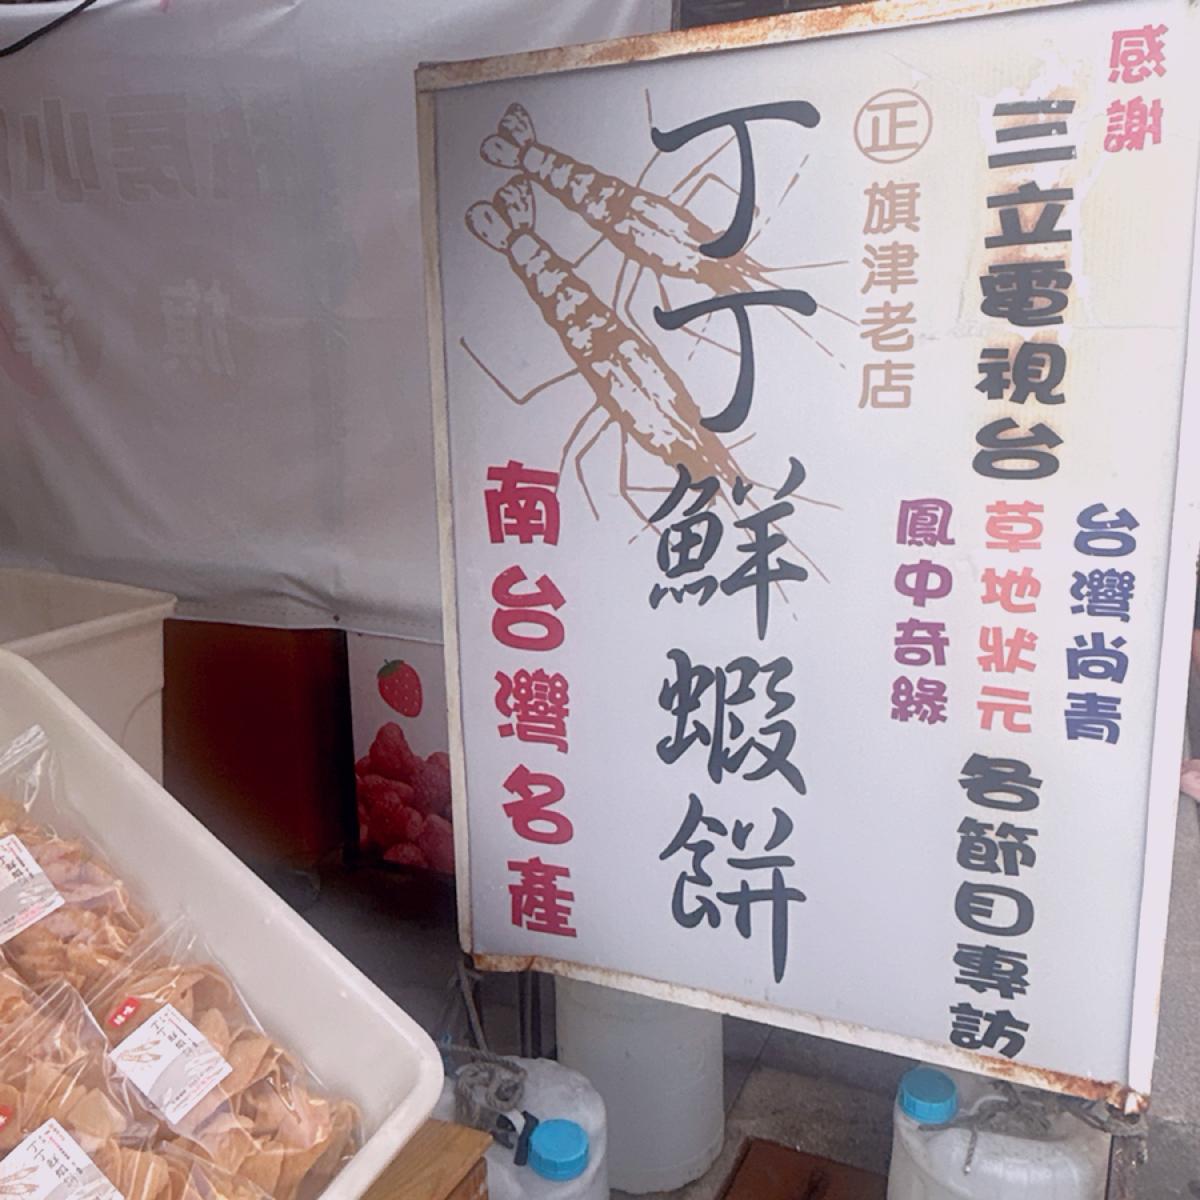 感謝
三立電視台
台灣尚青
草地狀元
鳳中奇緣
各節目專訪
㊣旗津老店
丁丁鮮蝦餅
南台灣名產